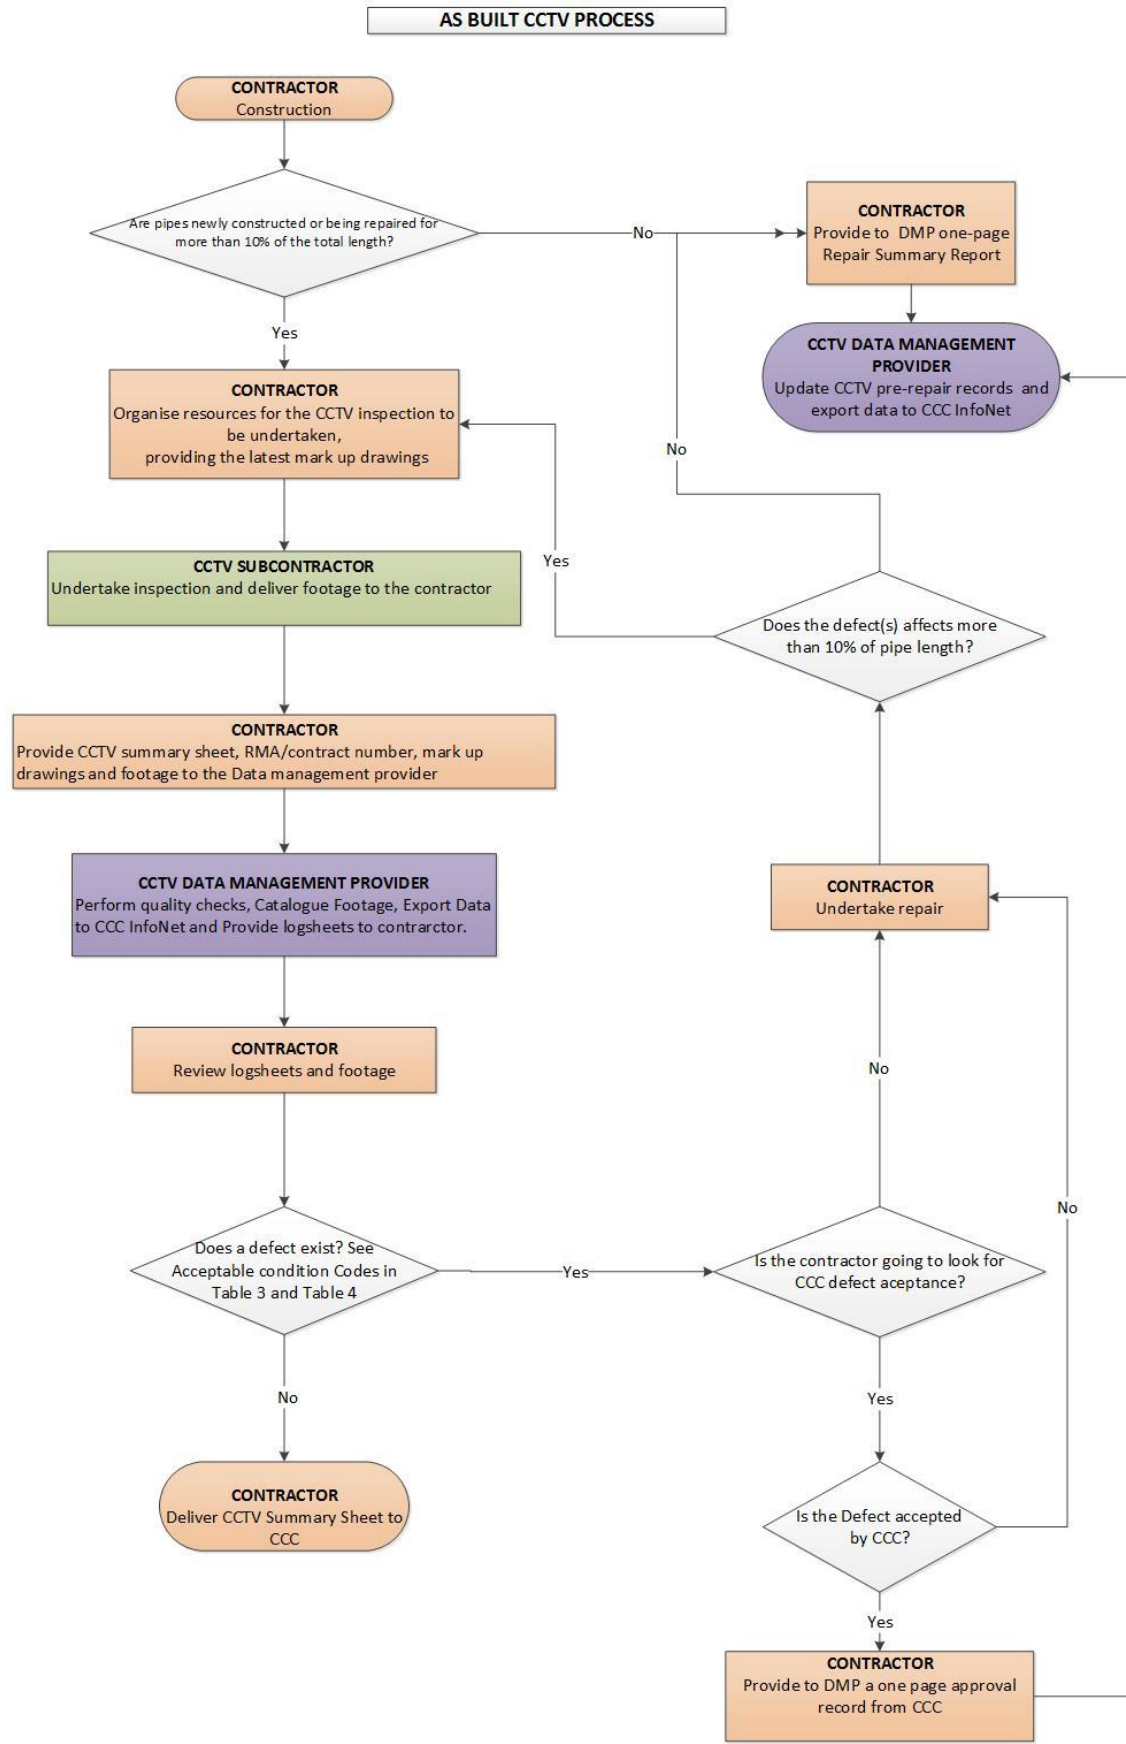 AS BUILT CCTV PROCESS
CONTRACTOR
Construction
Are pipes newly constructed or being repaired for
more than 10% of the total length?
No
CONTRACTOR
Provide to DMP one-page
Repair Summary Report
Yes
CCTV DATA MANAGEMENT
PROVIDER
Update CCTV pre-repair records and
export data to CCC InfoNet
CONTRACTOR
Organise resources for the CCTV inspection to
be undertaken,
providing the latest mark up drawings
No
CCTV SUBCONTRACTOR
Undertake inspection and deliver footage to the contractor
Yes
Does the defect(s) affects more
than 10% of pipe length?
CONTRACTOR
Provide CCTV summary sheet, RMA/contract number, mark up
drawings and footage to the Data management provider
CCTV DATA MANAGEMENT PROVIDER
Perform quality checks, Catalogue Footage, Export Data
to CCC InfoNet and Provide logsheets to contrarctor.
CONTRACTOR
Undertake repair
CONTRACTOR
Review logsheets and footage
No
No
Does a defect exist? See
Acceptable condition Codes in
Table 3 and Table 4
Yes
Is the contractor going to look for
CCC defect aceptance?
No
Yes
CONTRACTOR
Deliver CCTV Summary Sheet to
CCC
Is the Defect accepted
by CCC?
Yes
CONTRACTOR
Provide to DMP a one page approval
record from CCC